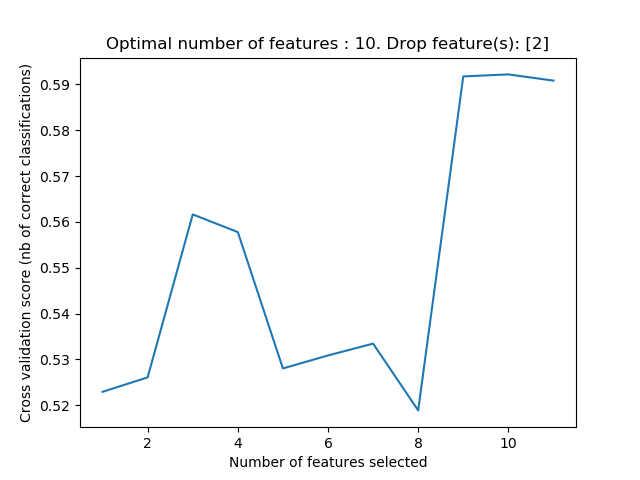 Optimal number of features : 10. Drop feature(s): [2]
Cross validation score (nb of correct classifications)
0.59
0.58
0.57
0.56
0.55
0.54
0.53
0.52
2 4 6 8 10
Number of features selected